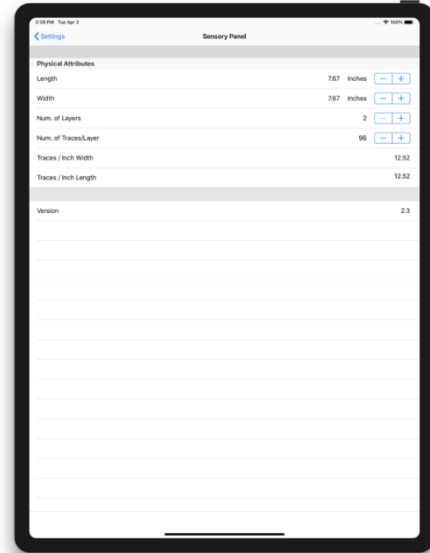 2:28 PM Tue Apr 2 100%
Settings Sensory Panel
Physical Attributes
Length 7.67 inches − +
Width 7.67 inches − +
Num. of Layers 2 − +
Num. of Traces/Layer 96 − +
Traces / Inch Width 12.52
Traces / Inch Length 12.52
Version 2.3